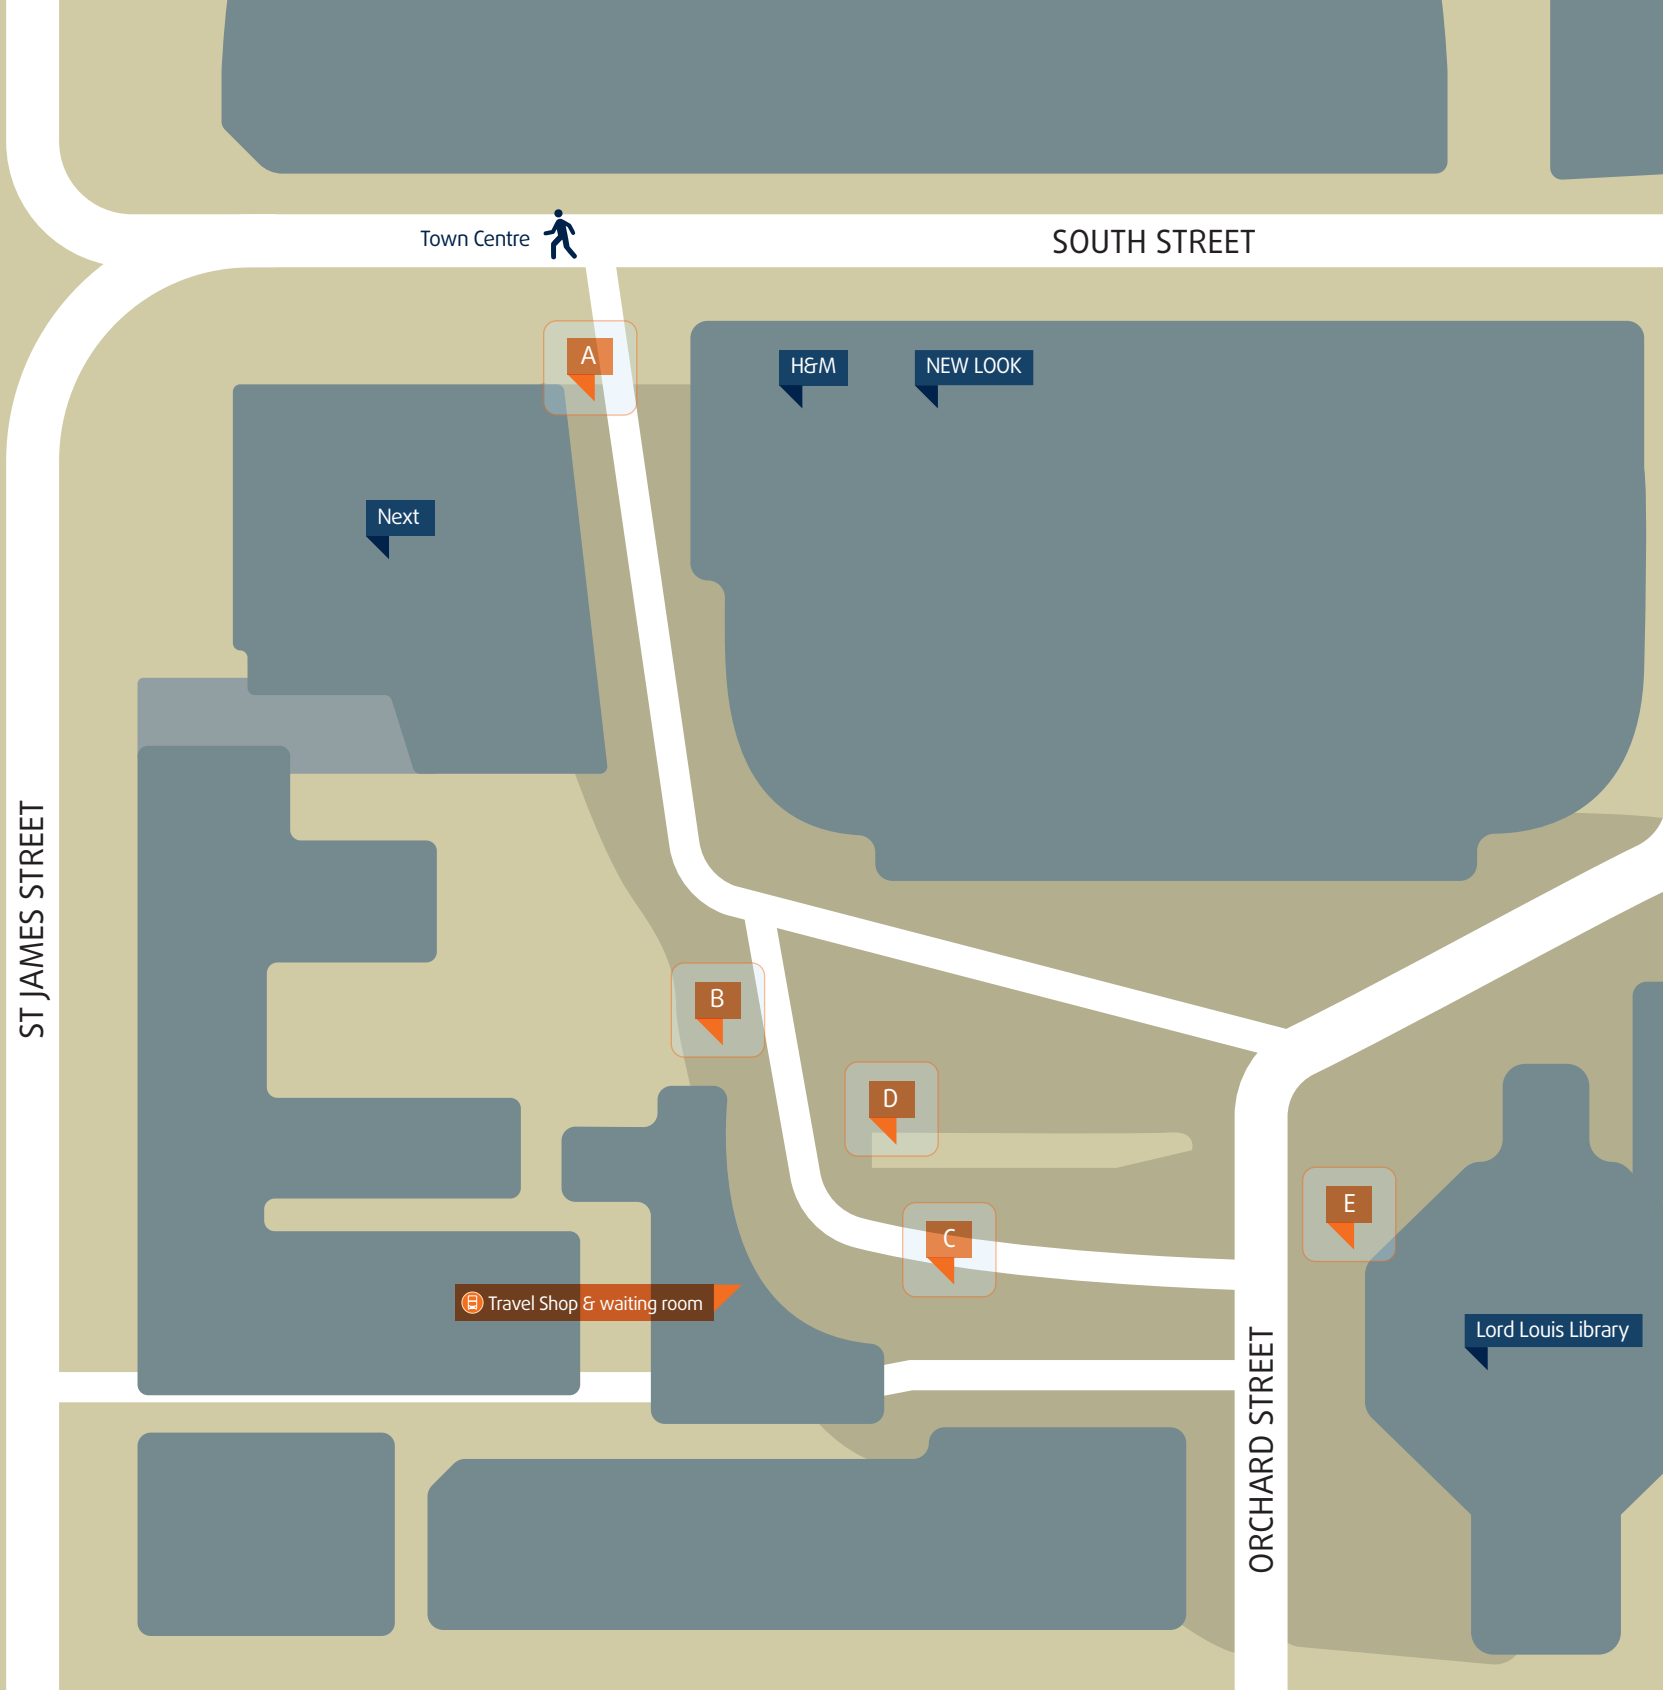 Town Centre
SOUTH STREET
A
H&M
NEW LOOK
Next
ST JAMES STREET
B
D
E
C
Travel Shop & waiting room
Lord Louis Library
ORCHARD STREET